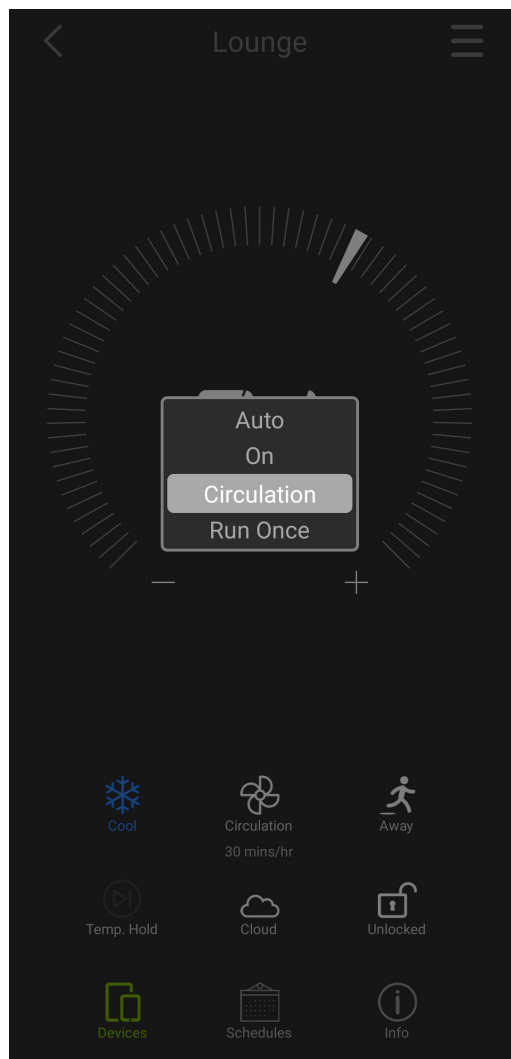 Lounge
Auto
On
Circulation
Run Once
Cool
Circulation
Away
30 mins/hr
Temp. Hold
Cloud
Unlocked
Devices
Schedules
Info